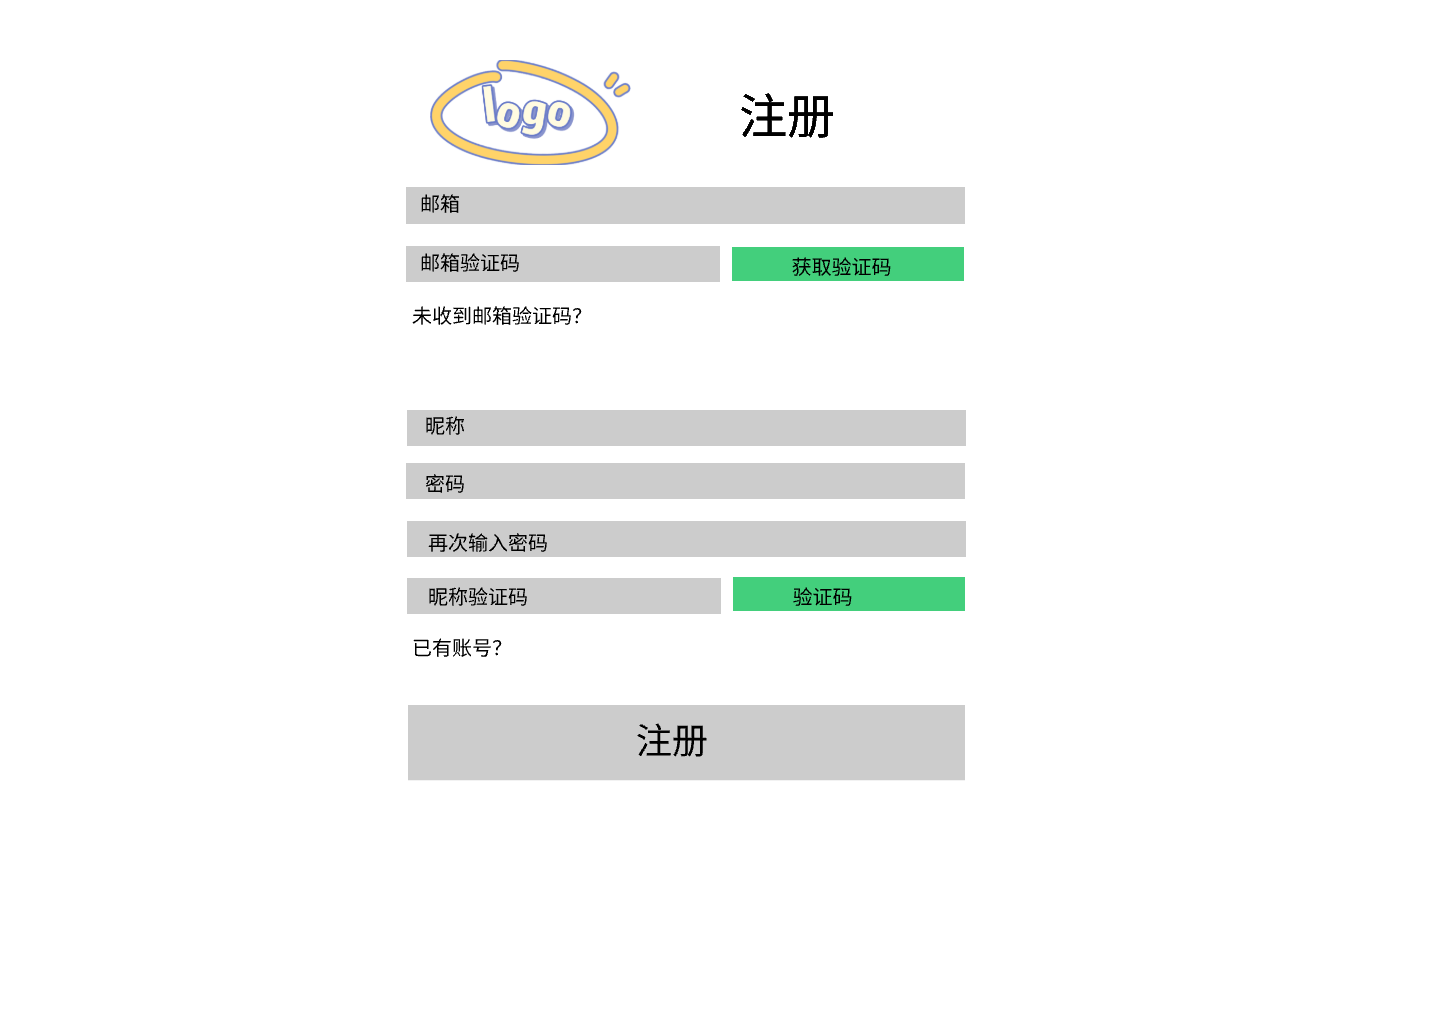 logo
注册
邮箱
邮箱验证码
获取验证码
未收到邮箱验证码？
昵称
密码
再次输入密码
昵称验证码
验证码
已有账号？
注册